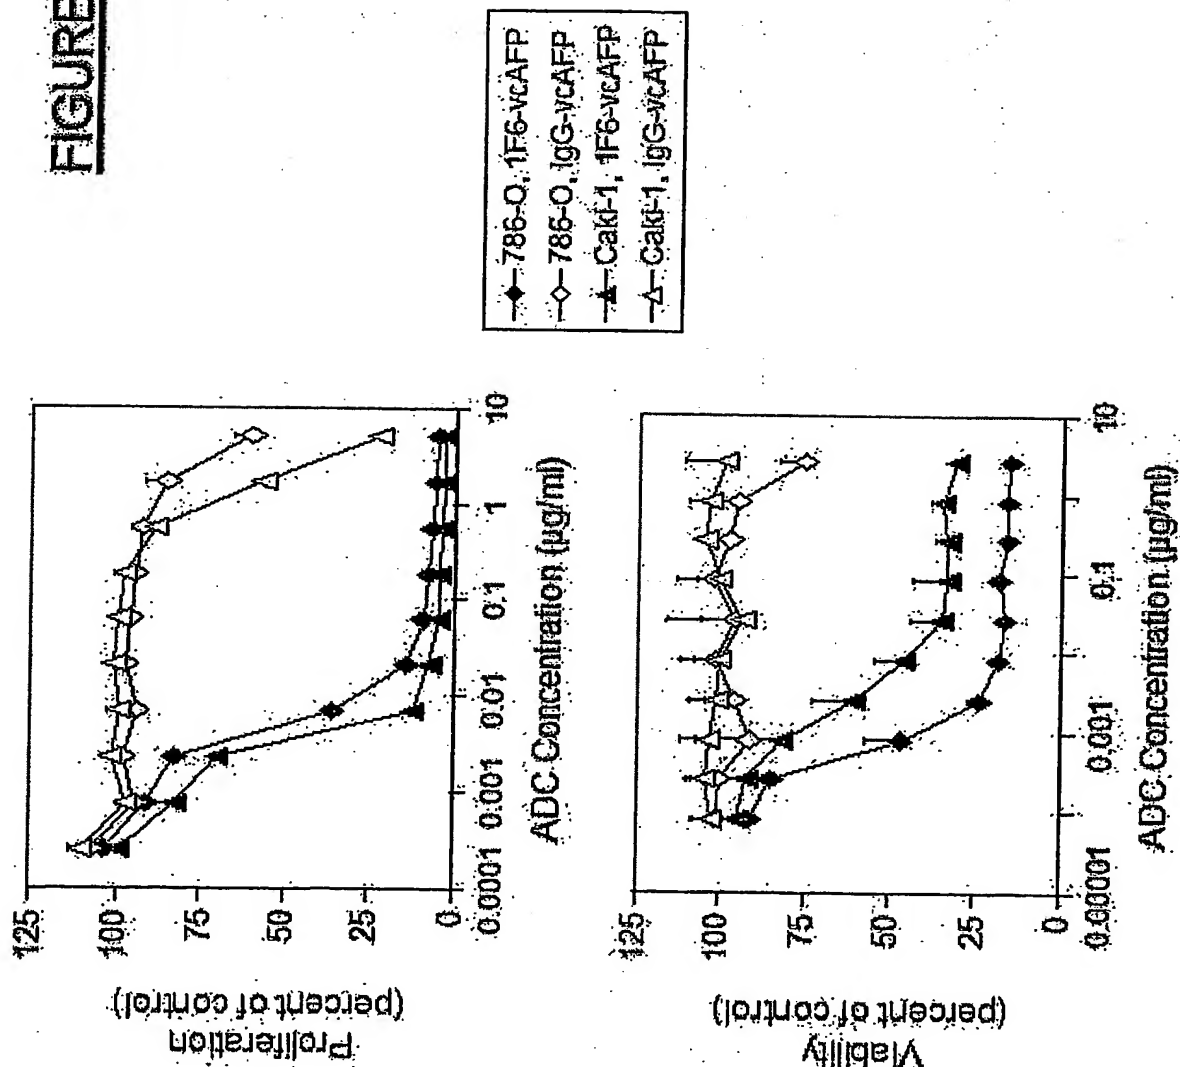 FIGURE
125
100
75
50
25
0
Proliferation
(percent of control)
0.0001
0.001
0.01
0.1
1
10
ADC Concentration (µg/ml)
125
100
75
50
25
0
Viability
(percent of control)
0.00001
0.001
0.1
10
ADC Concentration (µg/ml)
786-O, 1F6-vcAFP
786-O, IgG-vcAFP
Caki-1, 1F6-vcAFP
Caki-1, IgG-vcAFP